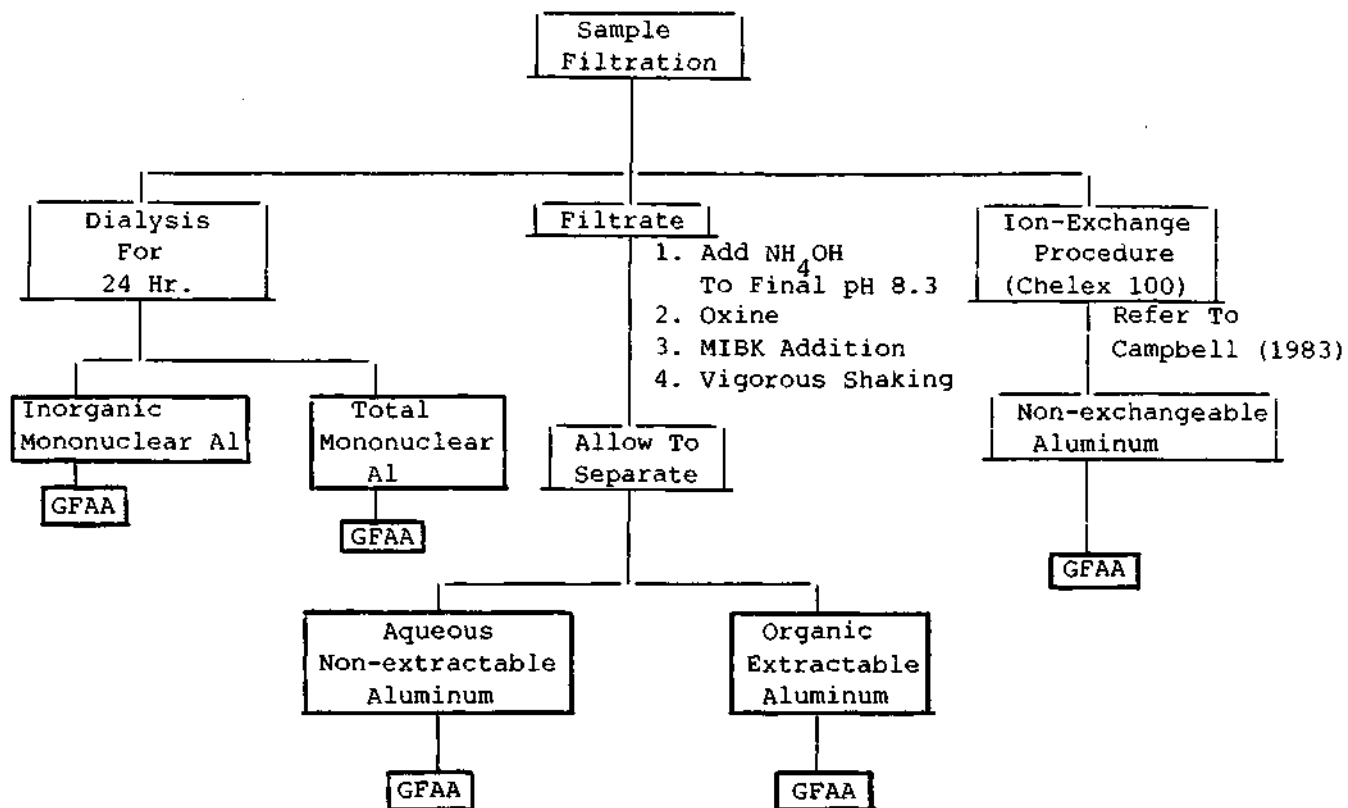 Sample
Filtration
Dialysis
For
24 Hr.
Filtrate
1. Add NH4OH
To Final pH 8.3
2. Oxine
3. MIBK Addition
4. Vigorous Shaking
Ion-Exchange
Procedure
(Chelex 100)
Refer To
Campbell (1983)
Inorganic
Mononuclear Al
GFAA
Total
Mononuclear
Al
GFAA
Allow To
Separate
Non-exchangeable
Aluminum
GFAA
Aqueous
Non-extractable
Aluminum
GFAA
Organic
Extractable
Aluminum
GFAA